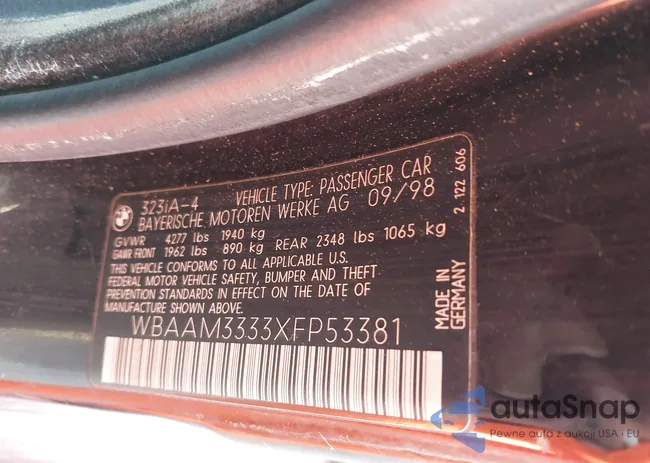 323iA-4 VEHICLE TYPE: PASSENGER CAR
BAYERISCHE MOTOREN WERKE AG 09/98
GVWR 4277 lbs 1940 kg
GAWR FRONT 1962 lbs 890 kg REAR 2348 lbs 1065 kg
THIS VEHICLE CONFORMS TO ALL APPLICABLE U.S.
FEDERAL MOTOR VEHICLE SAFETY, BUMPER AND THEFT
PREVENTION STANDARDS IN EFFECT ON THE DATE OF
MANUFACTURE SHOWN ABOVE.
WBAAM3333XFP53381
MADE IN
GERMANY
2 122 606
autaSnap
Pewne auta z aukcji USA · EU